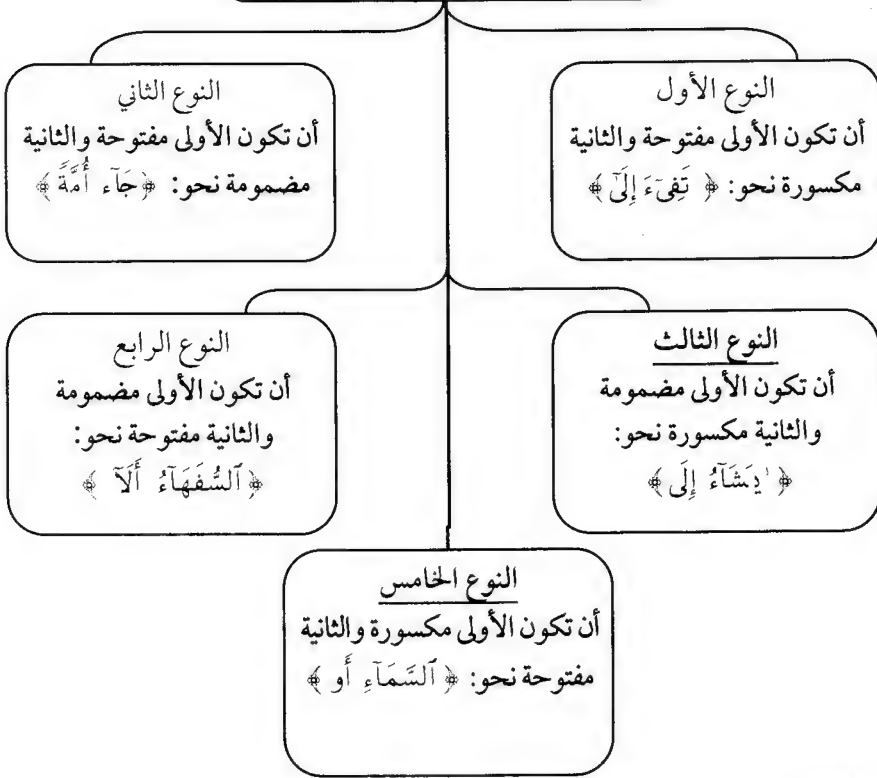 النوع الأول
أن تكون الأولى مفتوحة والثانية
مكسورة نحو: ﴿ تَفِىٓءَ إِلَىٰٓ ﴾
النوع الثاني
أن تكون الأولى مفتوحة والثانية
مضمومة نحو: ﴿جَآءَ أُمَّةً﴾
النوع الثالث
أن تكون الأولى مضمومة
والثانية مكسورة نحو:
﴿ يَشَآءُ إِلَى﴾
النوع الرابع
أن تكون الأولى مضمومة
والثانية مفتوحة نحو:
﴿ٱلسُّفَهَآءُ أَلَآ ﴾
النوع الخامس
أن تكون الأولى مكسورة والثانية
مفتوحة نحو: ﴿ ٱلسَّمَآءِ أَو ﴾